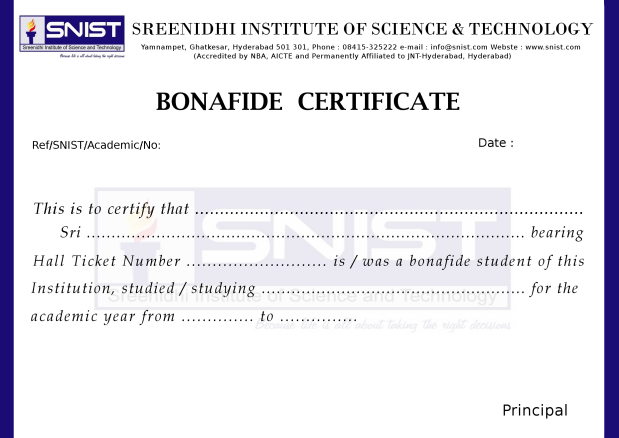 SNIST
Sreenidhi Institute of Science and Technology
Because life is all about taking the right decisions
SREENIDHI INSTITUTE OF SCIENCE & TECHNOLOGY
Yamnampet, Ghatkesar, Hyderabad 501 301, Phone : 08415-325222 e-mail : info@snist.com Webste : www.snist.com
(Accredited by NBA, AICTE and Permanently Affiliated to JNT-Hyderabad, Hyderabad)
BONAFIDE CERTIFICATE
Ref/SNIST/Academic/No:
Date :
SNIST
This is to certify that ..............................................................................
Sri ........................................................................................ bearing
Hall Ticket Number ............................ is / was a bonafide student of this
Institution, studied / studying ..................................................... for the
Sreenidhi Institute of Science and Technology
academic year from .............. to ...............
Because life is all about taking the right decisions
Principal